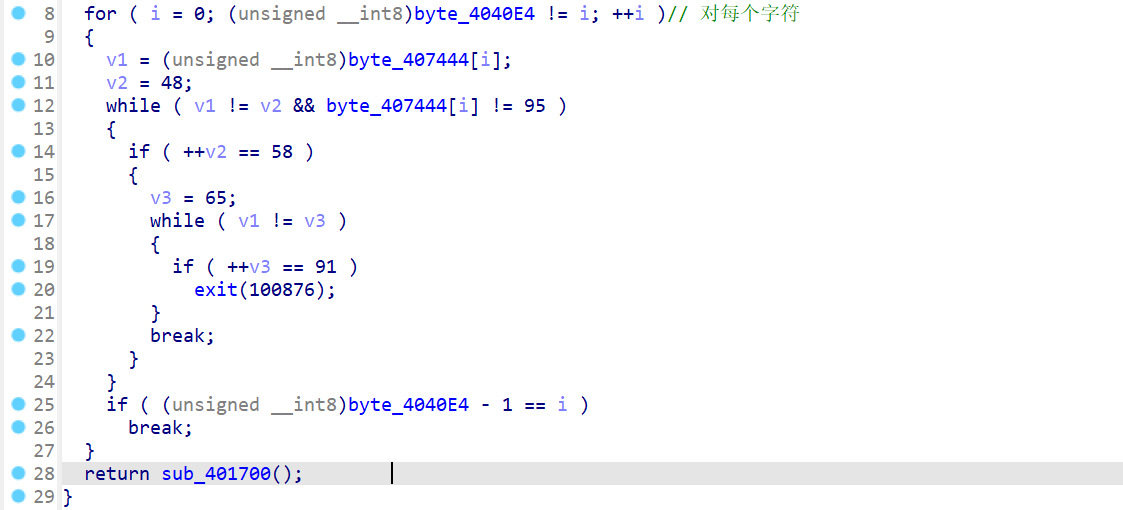 8 for ( i = 0; (unsigned __int8)byte_4040E4 != i; ++i )// 对每个字符
9 {
10 v1 = (unsigned __int8)byte_407444[i];
11 v2 = 48;
12 while ( v1 != v2 && byte_407444[i] != 95 )
13 {
14 if ( ++v2 == 58 )
15 {
16 v3 = 65;
17 while ( v1 != v3 )
18 {
19 if ( ++v3 == 91 )
20 exit(100876);
21 }
22 break;
23 }
24 }
25 if ( (unsigned __int8)byte_4040E4 - 1 == i )
26 break;
27 }
28 return sub_401700();
29 }